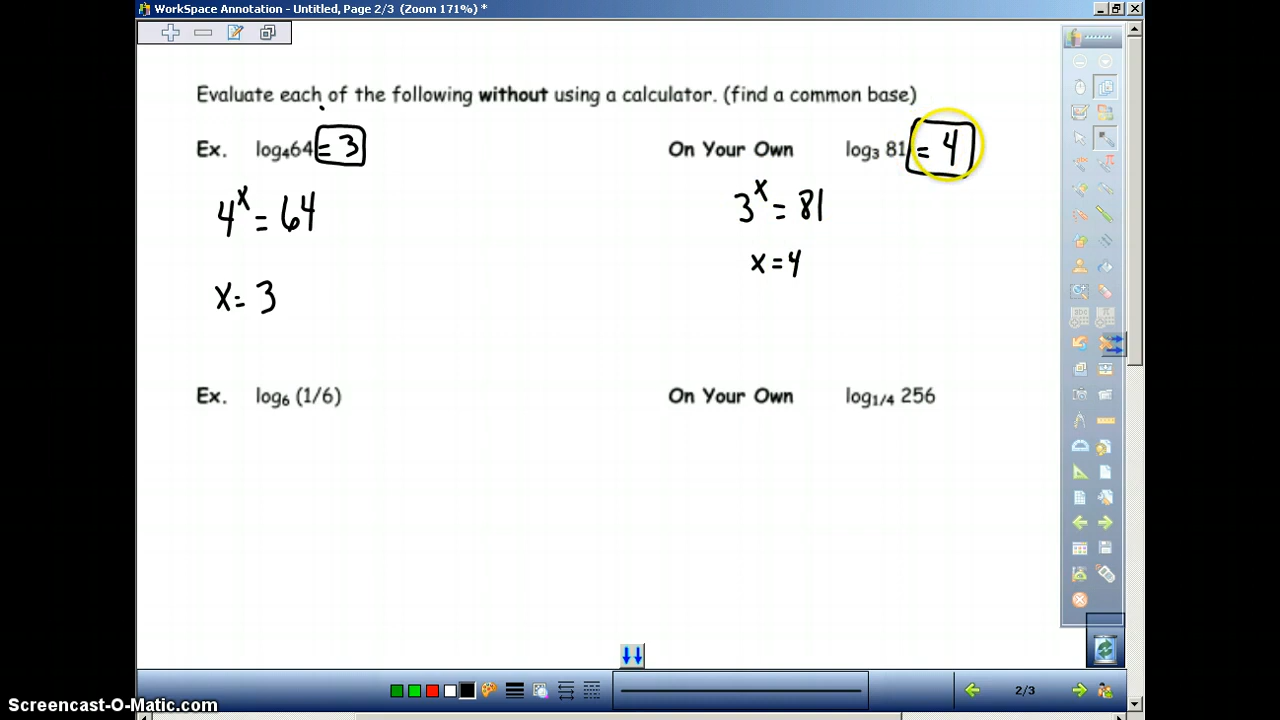 WorkSpace Annotation - Untitled, Page 2/3 (Zoom 171%) *
Evaluate each of the following without using a calculator. (find a common base)
Ex. log₄64 = 3
On Your Own log₃ 81 = 4
4ˣ = 64
3ˣ = 81
x = 4
x = 3
Ex. log₆ (1/6)
On Your Own log₁/₄ 256
2/3
Screencast-O-Matic.com